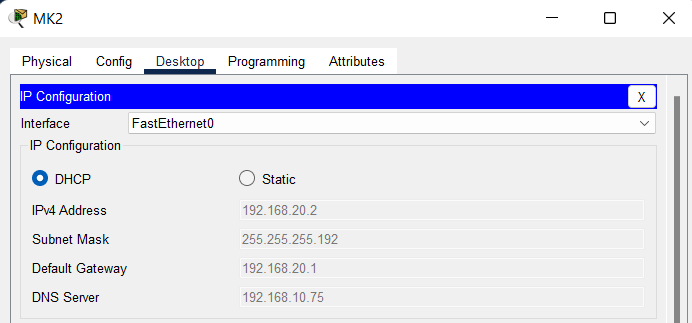 MK2
Physical Config Desktop Programming Attributes
IP Configuration X
Interface FastEthernet0
IP Configuration
DHCP Static
IPv4 Address 192.168.20.2
Subnet Mask 255.255.255.192
Default Gateway 192.168.20.1
DNS Server 192.168.10.75